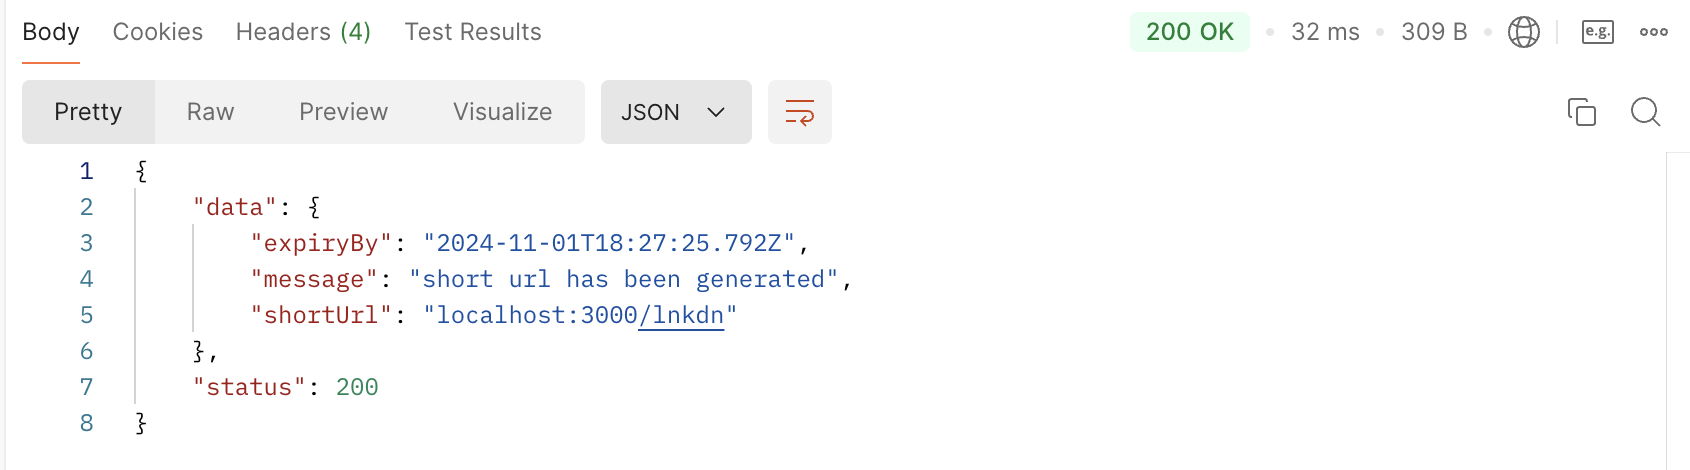 Body Cookies Headers (4) Test Results 200 OK 32 ms 309 B e.g.
Pretty Raw Preview Visualize JSON
1 {
2 "data": {
3 "expiryBy": "2024-11-01T18:27:25.792Z",
4 "message": "short url has been generated",
5 "shortUrl": "localhost:3000/lnkdn"
6 },
7 "status": 200
8 }